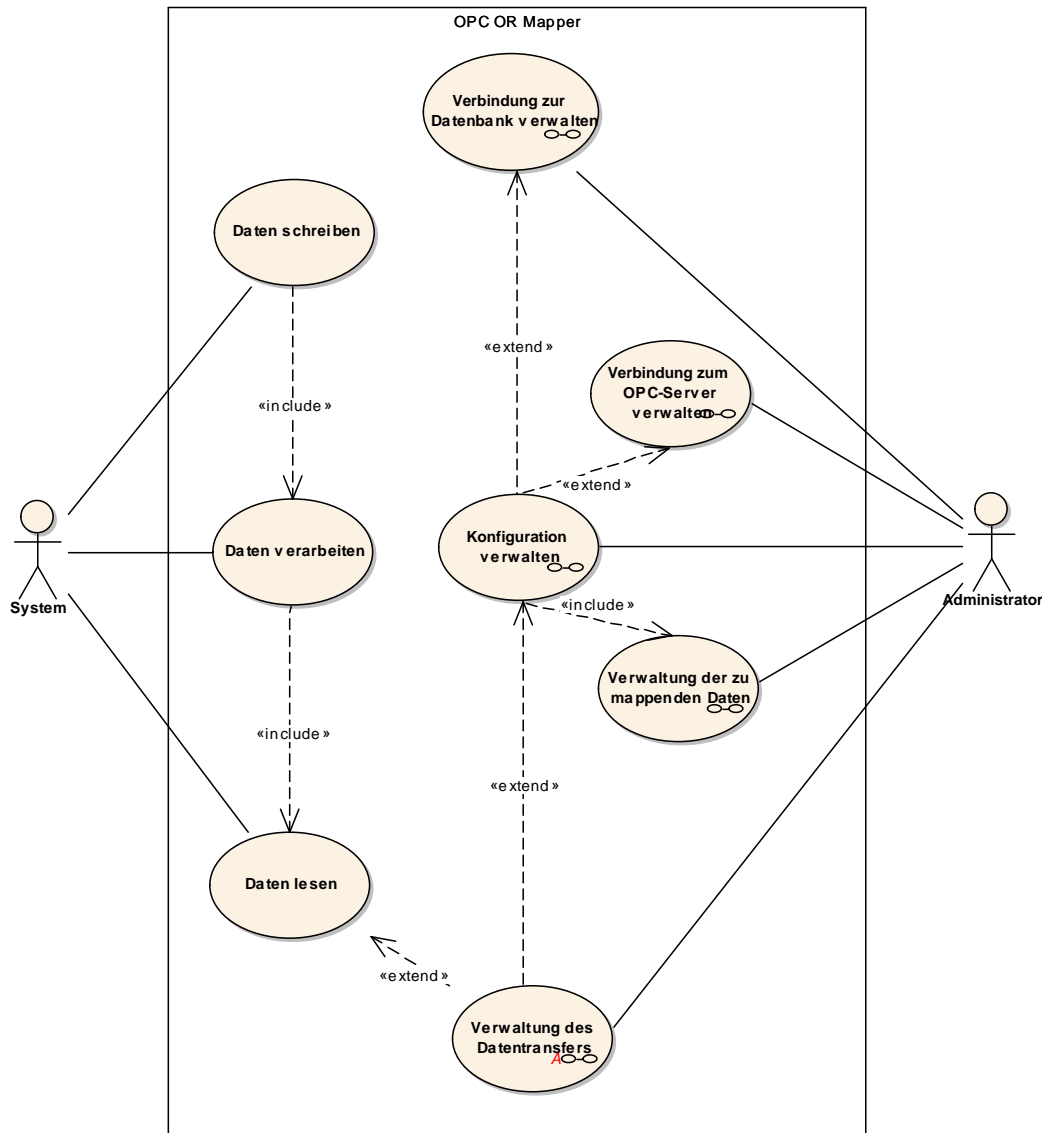 OPC OR Mapper
Verbindung zur
Datenbank verwalten
Daten schreiben
«extend»
Verbindung zum
OPC-Server
verwalten
«include»
«extend»
Konfiguration
verwalten
Daten verarbeiten
System
Administrator
«include»
Verwaltung der zu
mappenden Daten
«include»
«extend»
Daten lesen
«extend»
Verwaltung des
Datentransfers
A